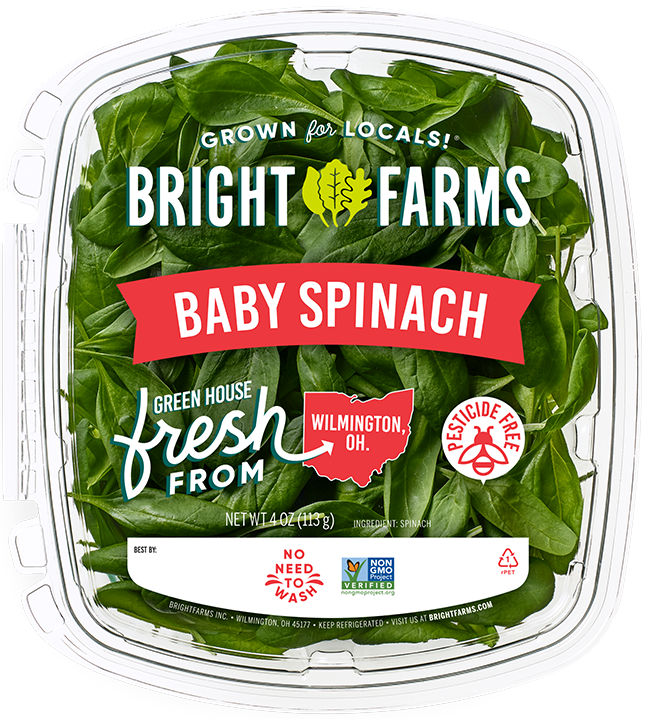 GROWN for LOCALS!®
BRIGHT FARMS
BABY SPINACH
GREEN HOUSE
fresh
FROM
WILMINGTON,
OH.
PESTICIDE FREE
NET WT 4 OZ (113 g)
INGREDIENT: SPINACH
BEST BY:
NO
NEED
TO
WASH
NON
GMO
Project
VERIFIED
nongmoproject.org
1
rPET
BRIGHTFARMS INC. • WILMINGTON, OH 45177 • KEEP REFRIGERATED • VISIT US AT BRIGHTFARMS.COM